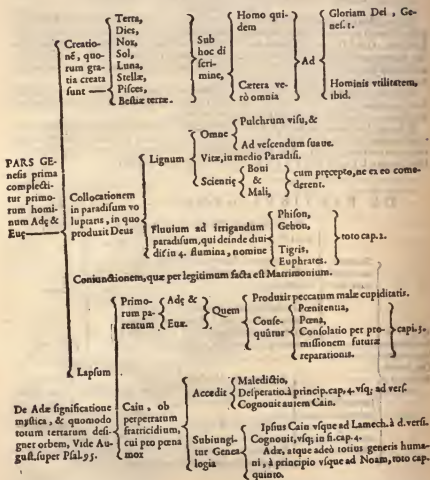 PARS GE-
nesis prima
complecti-
tur primo-
rum homi-
num Adę &
Euę
Creatio-
nē, quo-
rum gra-
tia creata
sunt
Terra,
Dies,
Nox,
Sol,
Luna,
Stellæ,
Pisces,
Bestiæ terræ.
Sub
hoc di
scri-
mine,
Homo qui-
dem
Cætera ve-
rò omnia
Ad
Gloriam Dei, Ge-
nes. 1.
Hominis vtilitatem,
ibid.
Collocationem
in paradisum vo
luptatis, in quo
produxit Deus
Lignum
Omne
Pulchrum visu, &
Ad vescendum suaue.
Vitæ, in medio Paradisi.
Scientię
Boni
&
Mali,
cum pręcepto, ne ex eo come-
derent.
Fluuium ad irrigandum
paradisum, qui deinde diui
ditur in 4. flumina, nomine
Phison,
Gehon,
Tigris,
Euphrates.
toto cap. 2.
Coniunctionem, quæ per legitimum facta est Matrimonium.
Lapsum
Primo-
rum pa-
rentum
Adę &
Euæ.
Quem
Produxit peccatum malæ cupiditatis.
Conse-
quūtur
Pœnitentia,
Pœna,
Consolatio per pro-
missionem futuræ
reparationis.
capi. 3.
Cain, ob
perpetratum
fratricidium,
cui pro pœna
mox
Accedit
Maledictio,
Desperatio. à princip. cap. 4. vsq; ad vers.
Cognouit autem Cain.
Subiungi-
tur Genea
logia
Ipsius Cain vsque ad Lamech. à d. versi.
Cognouit, vsq; in fi. cap. 4.
Adæ, atque adeò totius generis huma-
ni, à principio vsque ad Noam, toto cap.
quinto.
De Adæ significatione
mystica, & quomodo
totum terrarum desi-
gnet orbem, Vide Au-
gust. super Psal. 95.